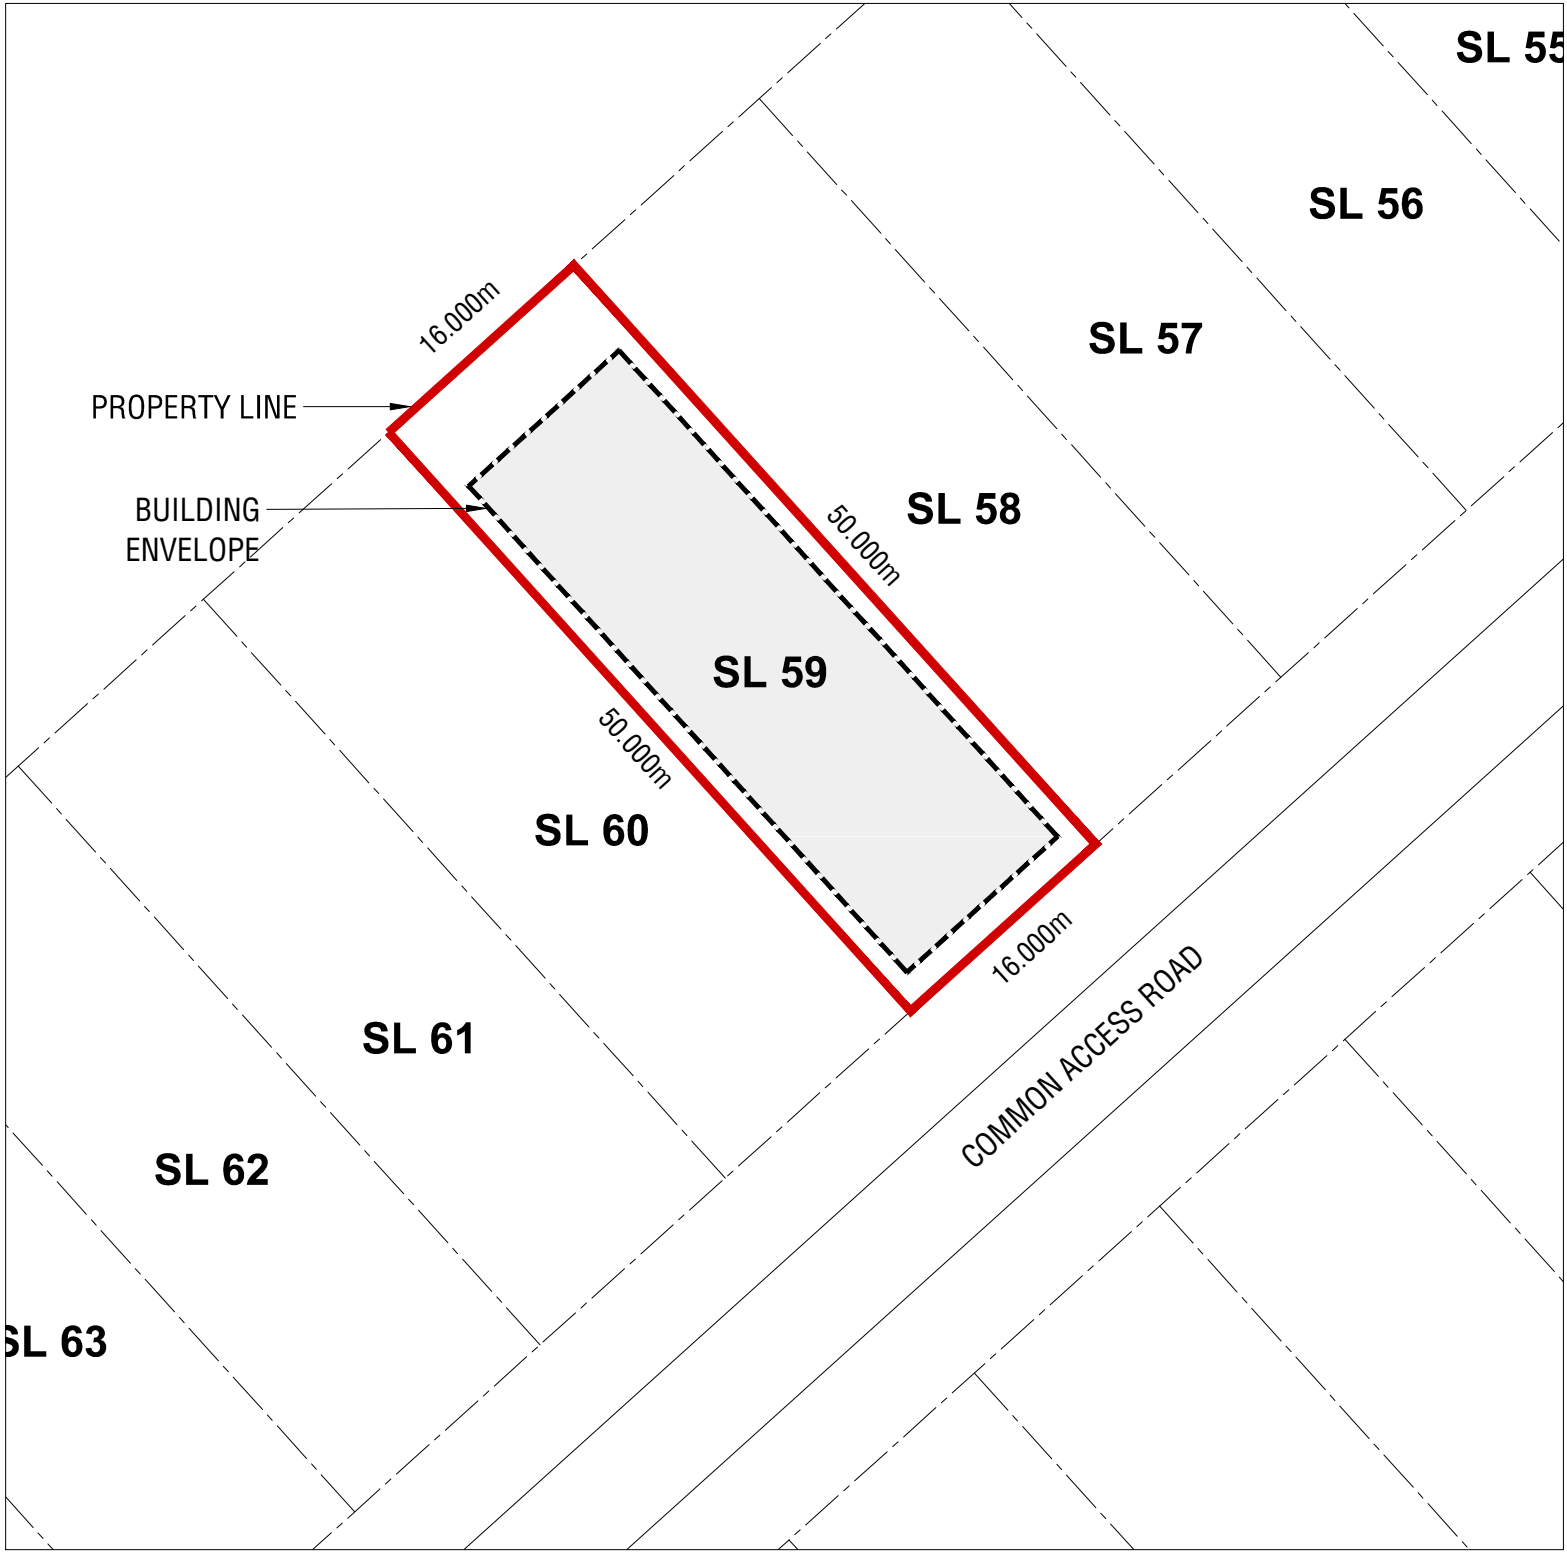 SL 55
SL 56
16.000m
SL 57
PROPERTY LINE
BUILDING
ENVELOPE
SL 58
50.000m
SL 59
50.000m
SL 60
16.000m
SL 61
COMMON ACCESS ROAD
SL 62
SL 63